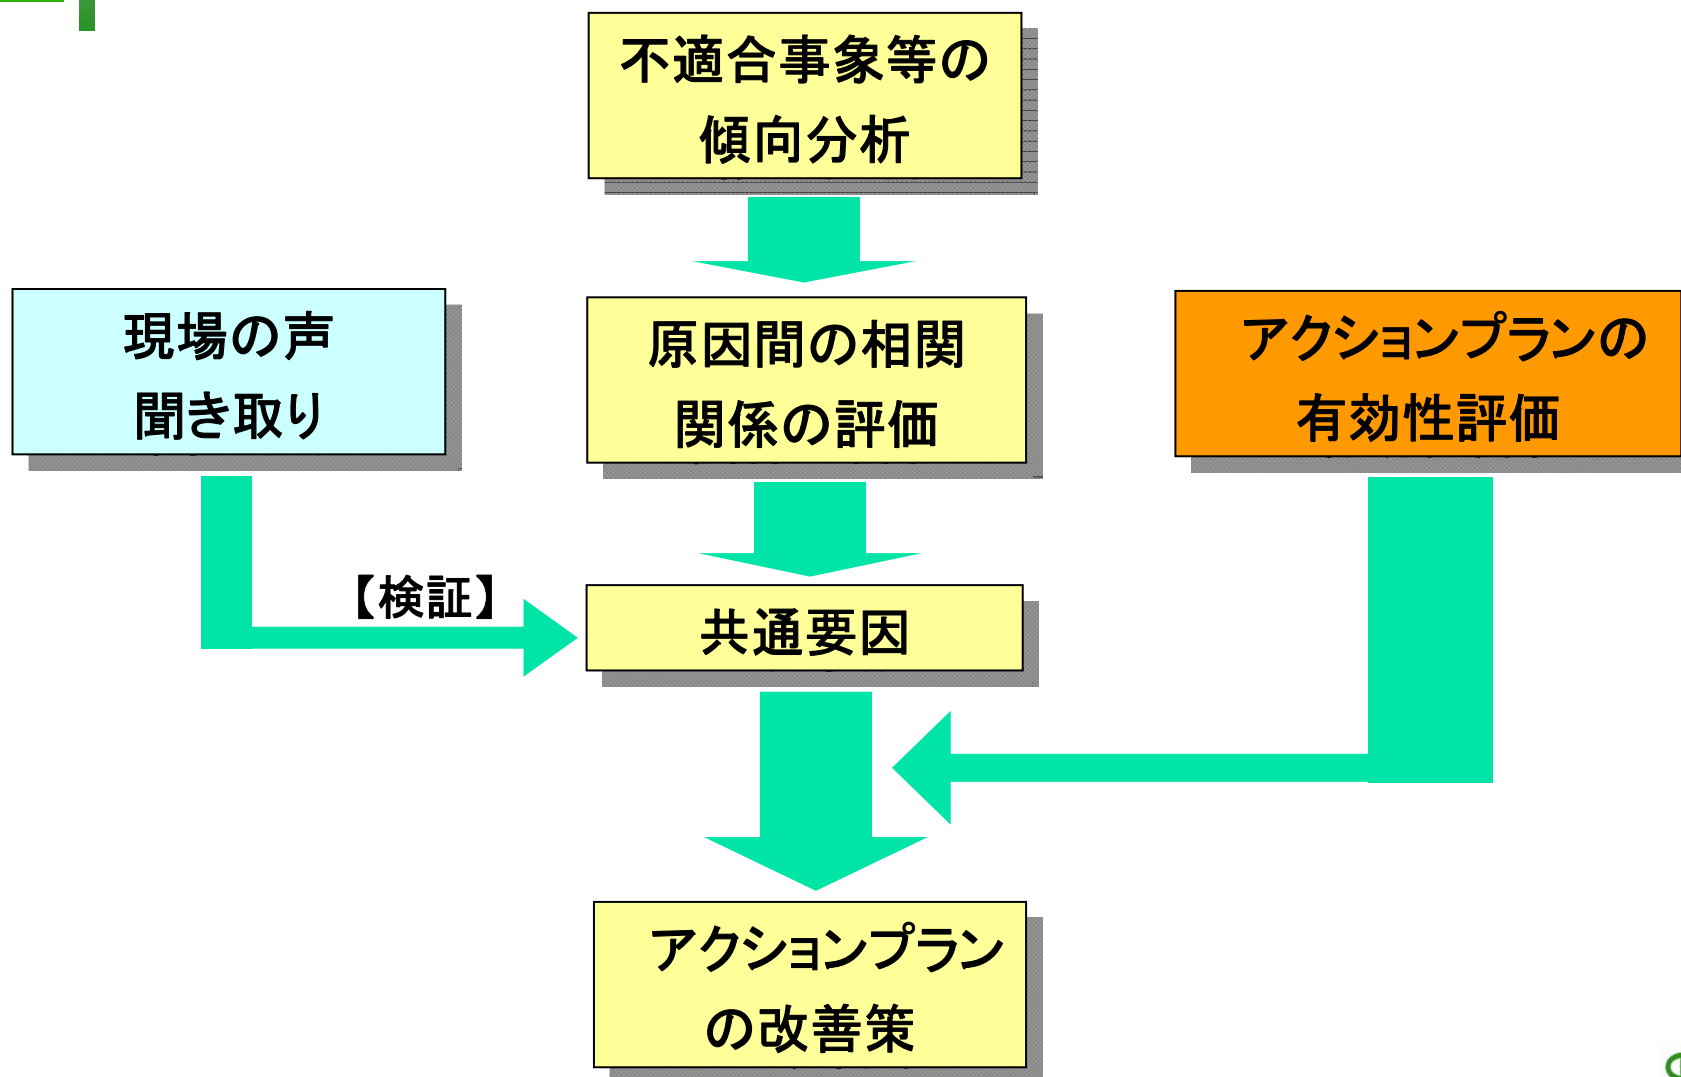 不適合事象等の
傾向分析
現場の声
聞き取り
原因間の相関
関係の評価
アクションプランの
有効性評価
【検証】
共通要因
アクションプラン
の改善策